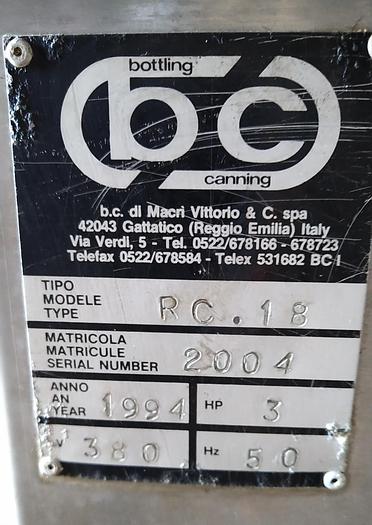 bottling
bc
canning
b.c. di Macrì Vittorio & C. spa
42043 Gattatico (Reggio Emilia) Italy
Via Verdi, 5 - Tel. 0522/678166 - 678723
Telefax 0522/678584 - Telex 531682 BC I
TIPO
MODELE
TYPE
RC.18
MATRICOLA
MATRICULE
SERIAL NUMBER
2004
ANNO
AN
YEAR
1994
HP
3
V
380
Hz
50